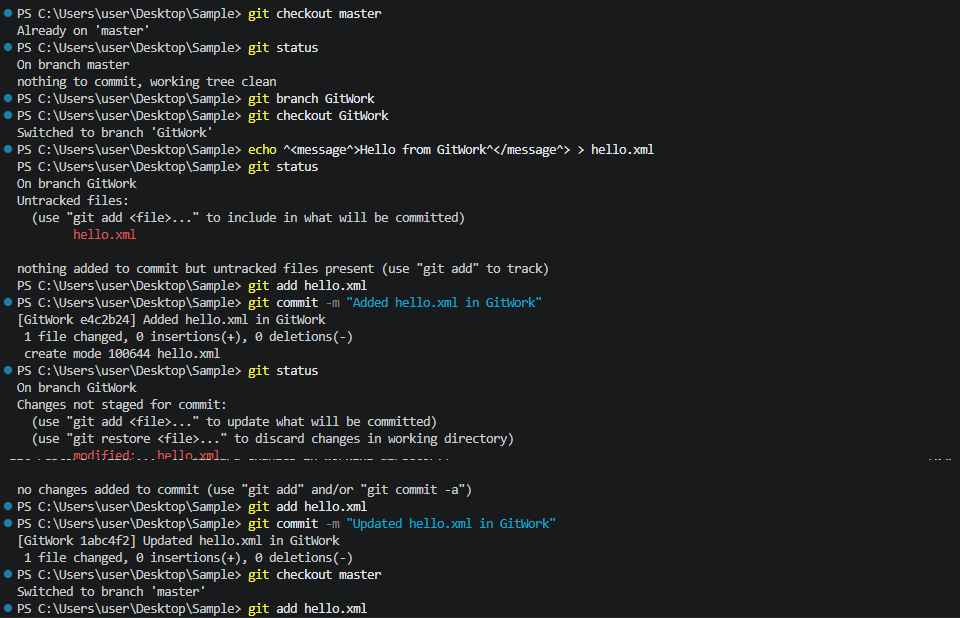 PS C:\Users\user\Desktop\Sample> git checkout master
Already on 'master'
PS C:\Users\user\Desktop\Sample> git status
On branch master
nothing to commit, working tree clean
PS C:\Users\user\Desktop\Sample> git branch GitWork
PS C:\Users\user\Desktop\Sample> git checkout GitWork
Switched to branch 'GitWork'
PS C:\Users\user\Desktop\Sample> echo ^<message^>Hello from GitWork^</message^> > hello.xml
PS C:\Users\user\Desktop\Sample> git status
On branch GitWork
Untracked files:
  (use "git add <file>..." to include in what will be committed)
        hello.xml

nothing added to commit but untracked files present (use "git add" to track)
PS C:\Users\user\Desktop\Sample> git add hello.xml
PS C:\Users\user\Desktop\Sample> git commit -m "Added hello.xml in GitWork"
[GitWork e4c2b24] Added hello.xml in GitWork
 1 file changed, 0 insertions(+), 0 deletions(-)
 create mode 100644 hello.xml
PS C:\Users\user\Desktop\Sample> git status
On branch GitWork
Changes not staged for commit:
  (use "git add <file>..." to update what will be committed)
  (use "git restore <file>..." to discard changes in working directory)
        modified:   hello.xml

no changes added to commit (use "git add" and/or "git commit -a")
PS C:\Users\user\Desktop\Sample> git add hello.xml
PS C:\Users\user\Desktop\Sample> git commit -m "Updated hello.xml in GitWork"
[GitWork 1abc4f2] Updated hello.xml in GitWork
 1 file changed, 0 insertions(+), 0 deletions(-)
PS C:\Users\user\Desktop\Sample> git checkout master
Switched to branch 'master'
PS C:\Users\user\Desktop\Sample> git add hello.xml